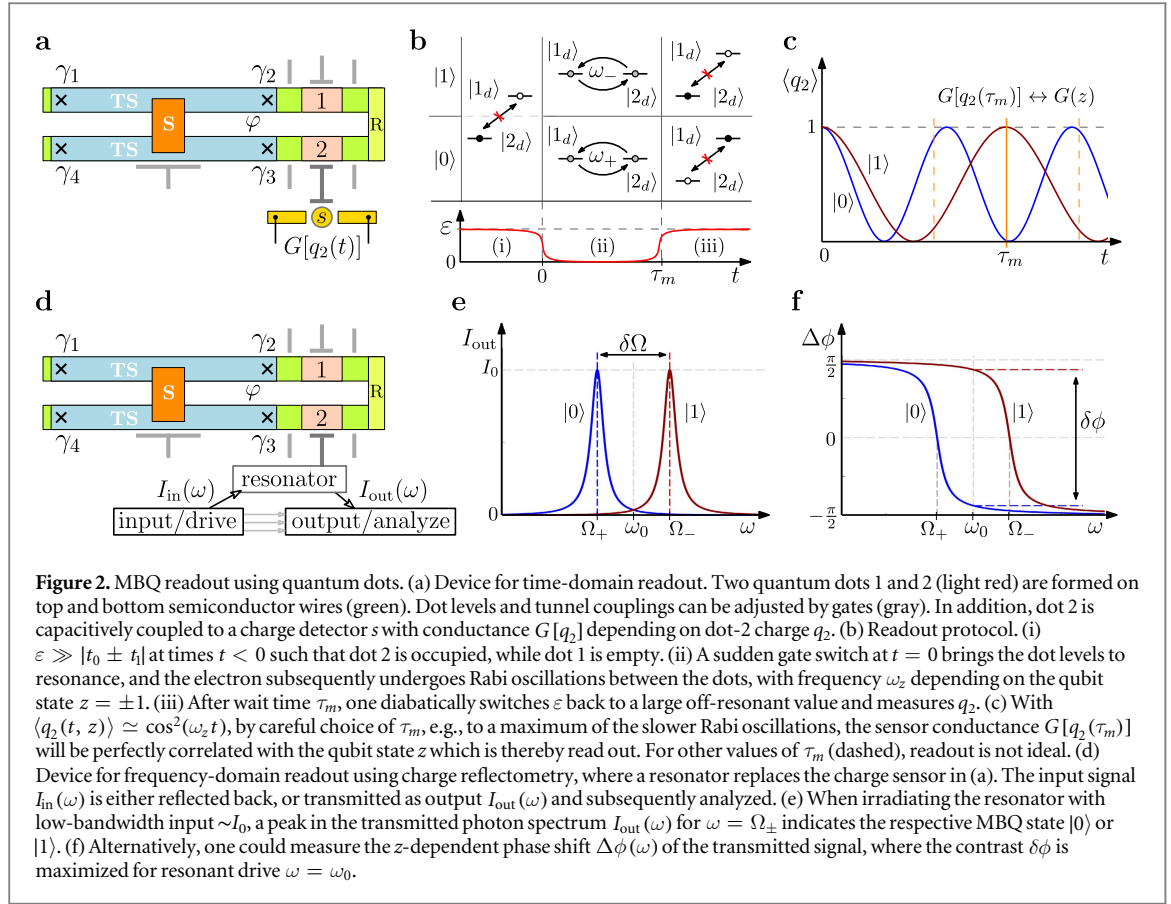 a
γ1
γ2
TS
S
φ
1
R
TS
2
γ4
γ3
s
G[q2(t)]
b
|1⟩
|0⟩
|1d⟩
|2d⟩
|1d⟩
ω−
|2d⟩
|1d⟩
ω+
|2d⟩
|1d⟩
|2d⟩
|1d⟩
|2d⟩
ε
0
(i)
(ii)
(iii)
0
τm
t
c
⟨q2⟩
G[q2(τm)] ↔ G(z)
1
|1⟩
|0⟩
0
τm
t
d
γ1
γ2
TS
S
φ
1
R
TS
2
γ4
γ3
resonator
Iin(ω)
Iout(ω)
input/drive
output/analyze
e
Iout
I0
δΩ
|0⟩
|1⟩
0
Ω+
ω0
Ω−
ω
f
Δϕ
π/2
|0⟩
|1⟩
δϕ
0
−π/2
Ω+
ω0
Ω−
ω
Figure 2. MBQ readout using quantum dots. (a) Device for time-domain readout. Two quantum dots 1 and 2 (light red) are formed on
top and bottom semiconductor wires (green). Dot levels and tunnel couplings can be adjusted by gates (gray). In addition, dot 2 is
capacitively coupled to a charge detector s with conductance G[q2] depending on dot-2 charge q2. (b) Readout protocol. (i)
ε ≫ |t0 ± t1| at times t < 0 such that dot 2 is occupied, while dot 1 is empty. (ii) A sudden gate switch at t = 0 brings the dot levels to
resonance, and the electron subsequently undergoes Rabi oscillations between the dots, with frequency ωz depending on the qubit
state z = ±1. (iii) After wait time τm, one diabatically switches ε back to a large off-resonant value and measures q2. (c) With
⟨q2(t, z)⟩ ≃ cos²(ωzt), by careful choice of τm, e.g., to a maximum of the slower Rabi oscillations, the sensor conductance G[q2(τm)]
will be perfectly correlated with the qubit state z which is thereby read out. For other values of τm (dashed), readout is not ideal. (d)
Device for frequency-domain readout using charge reflectometry, where a resonator replaces the charge sensor in (a). The input signal
Iin(ω) is either reflected back, or transmitted as output Iout(ω) and subsequently analyzed. (e) When irradiating the resonator with
low-bandwidth input ~I0, a peak in the transmitted photon spectrum Iout(ω) for ω = Ω± indicates the respective MBQ state |0⟩ or
|1⟩. (f) Alternatively, one could measure the z-dependent phase shift Δϕ(ω) of the transmitted signal, where the contrast δϕ is
maximized for resonant drive ω = ω0.